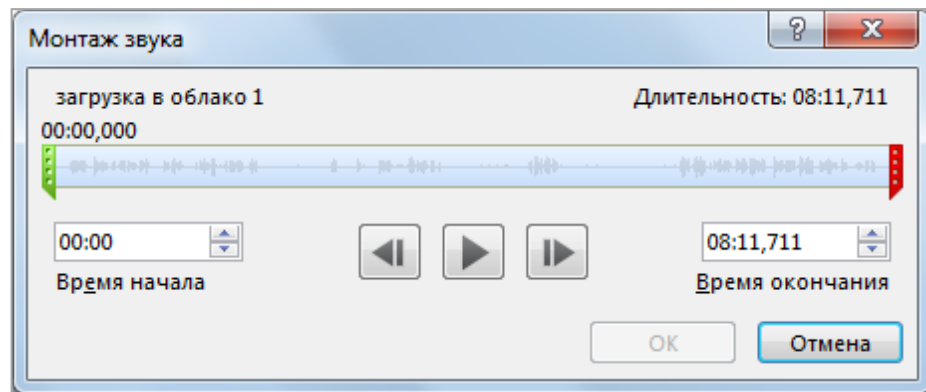 Монтаж звука
?
загрузка в облако 1
Длительность: 08:11,711
00:00,000
00:00
08:11,711
Время начала
Время окончания
ОК
Отмена